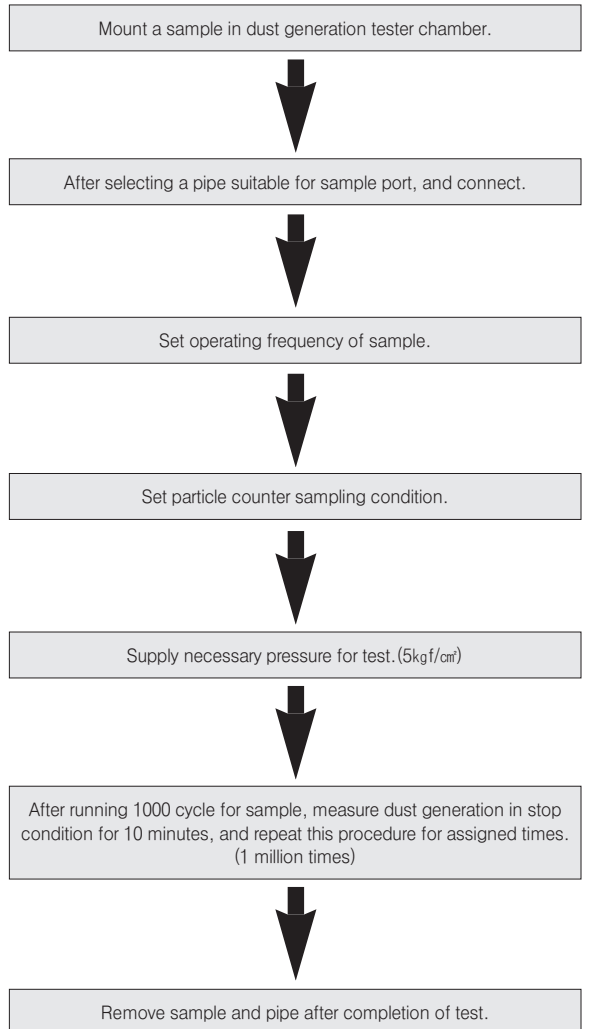 Mount a sample in dust generation tester chamber.
After selecting a pipe suitable for sample port, and connect.
Set operating frequency of sample.
Set particle counter sampling condition.
Supply necessary pressure for test.(5kgf/㎠)
After running 1000 cycle for sample, measure dust generation in stop
condition for 10 minutes, and repeat this procedure for assigned times.
(1 million times)
Remove sample and pipe after completion of test.